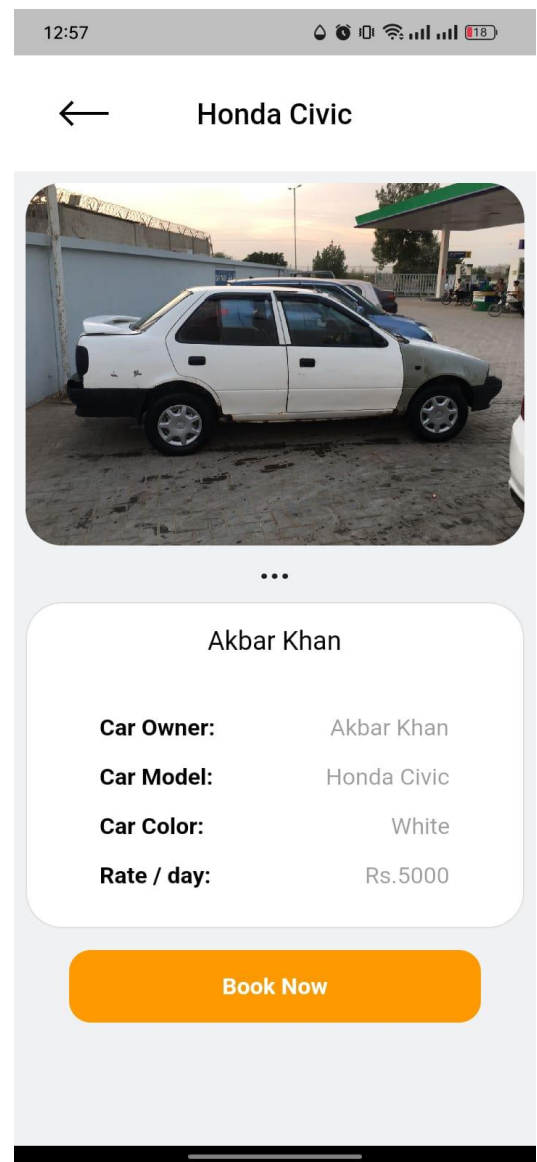 12:57
18
Honda Civic
Akbar Khan
Car Owner: Akbar Khan
Car Model: Honda Civic
Car Color: White
Rate / day: Rs.5000
Book Now